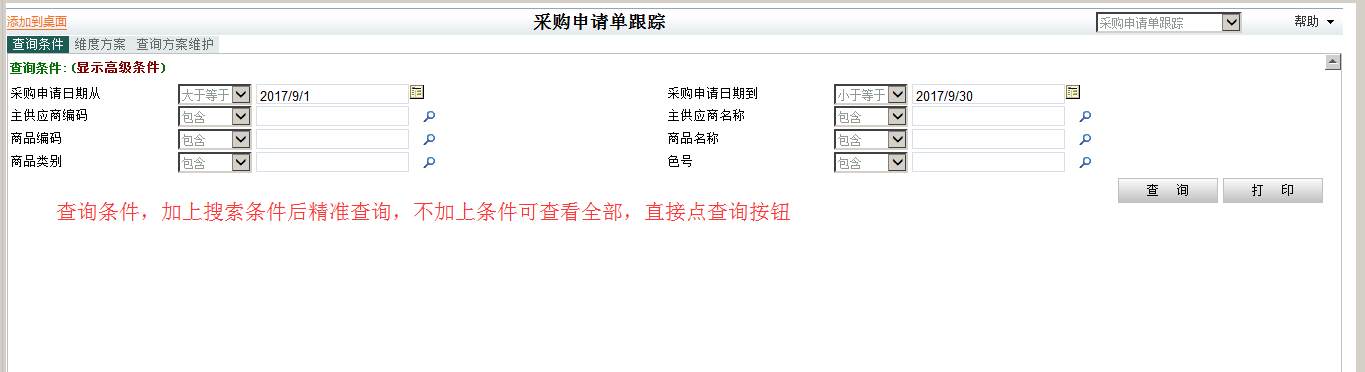 添加到桌面 采购申请单跟踪 采购申请单跟踪 帮助
查询条件 维度方案 查询方案维护
查询条件: (显示高级条件)
采购申请日期从 大于等于 2017/9/1 采购申请日期到 小于等于 2017/9/30
主供应商编码 包含 主供应商名称 包含
商品编码 包含 商品名称 包含
商品类别 包含 色号 包含
查 询 打 印
查询条件，加上搜索条件后精准查询，不加上条件可查看全部，直接点查询按钮